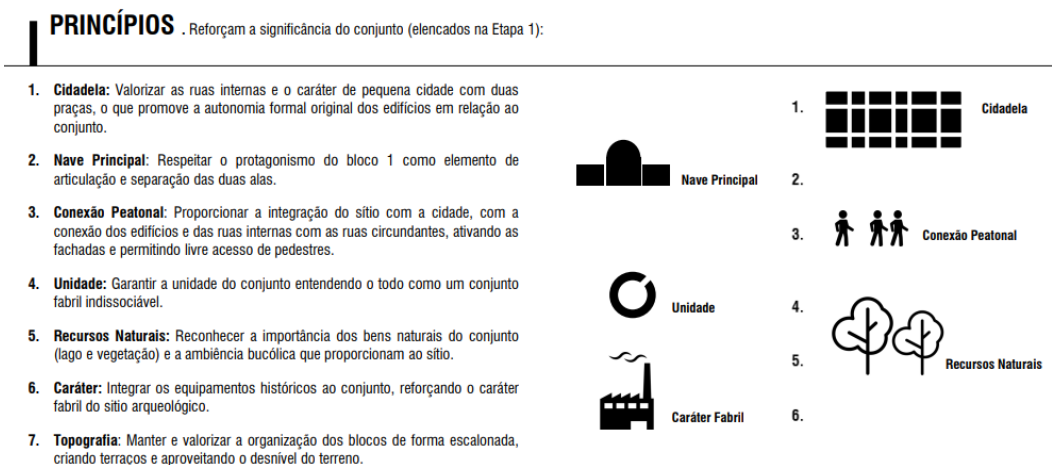 PRINCÍPIOS . Reforçam a significância do conjunto (elencados na Etapa 1):
1. Cidadela: Valorizar as ruas internas e o caráter de pequena cidade com duas
praças, o que promove a autonomia formal original dos edifícios em relação ao
conjunto.
2. Nave Principal: Respeitar o protagonismo do bloco 1 como elemento de
articulação e separação das duas alas.
3. Conexão Peatonal: Proporcionar a integração do sítio com a cidade, com a
conexão dos edifícios e das ruas internas com as ruas circundantes, ativando as
fachadas e permitindo livre acesso de pedestres.
4. Unidade: Garantir a unidade do conjunto entendendo o todo como um conjunto
fabril indissociável.
5. Recursos Naturais: Reconhecer a importância dos bens naturais do conjunto
(lago e vegetação) e a ambiência bucólica que proporcionam ao sítio.
6. Caráter: Integrar os equipamentos históricos ao conjunto, reforçando o caráter
fabril do sítio arqueológico.
7. Topografia: Manter e valorizar a organização dos blocos de forma escalonada,
criando terraços e aproveitando o desnível do terreno.
1. Cidadela
Nave Principal 2.
3. Conexão Peatonal
Unidade 4.
5. Recursos Naturais
Caráter Fabril 6.